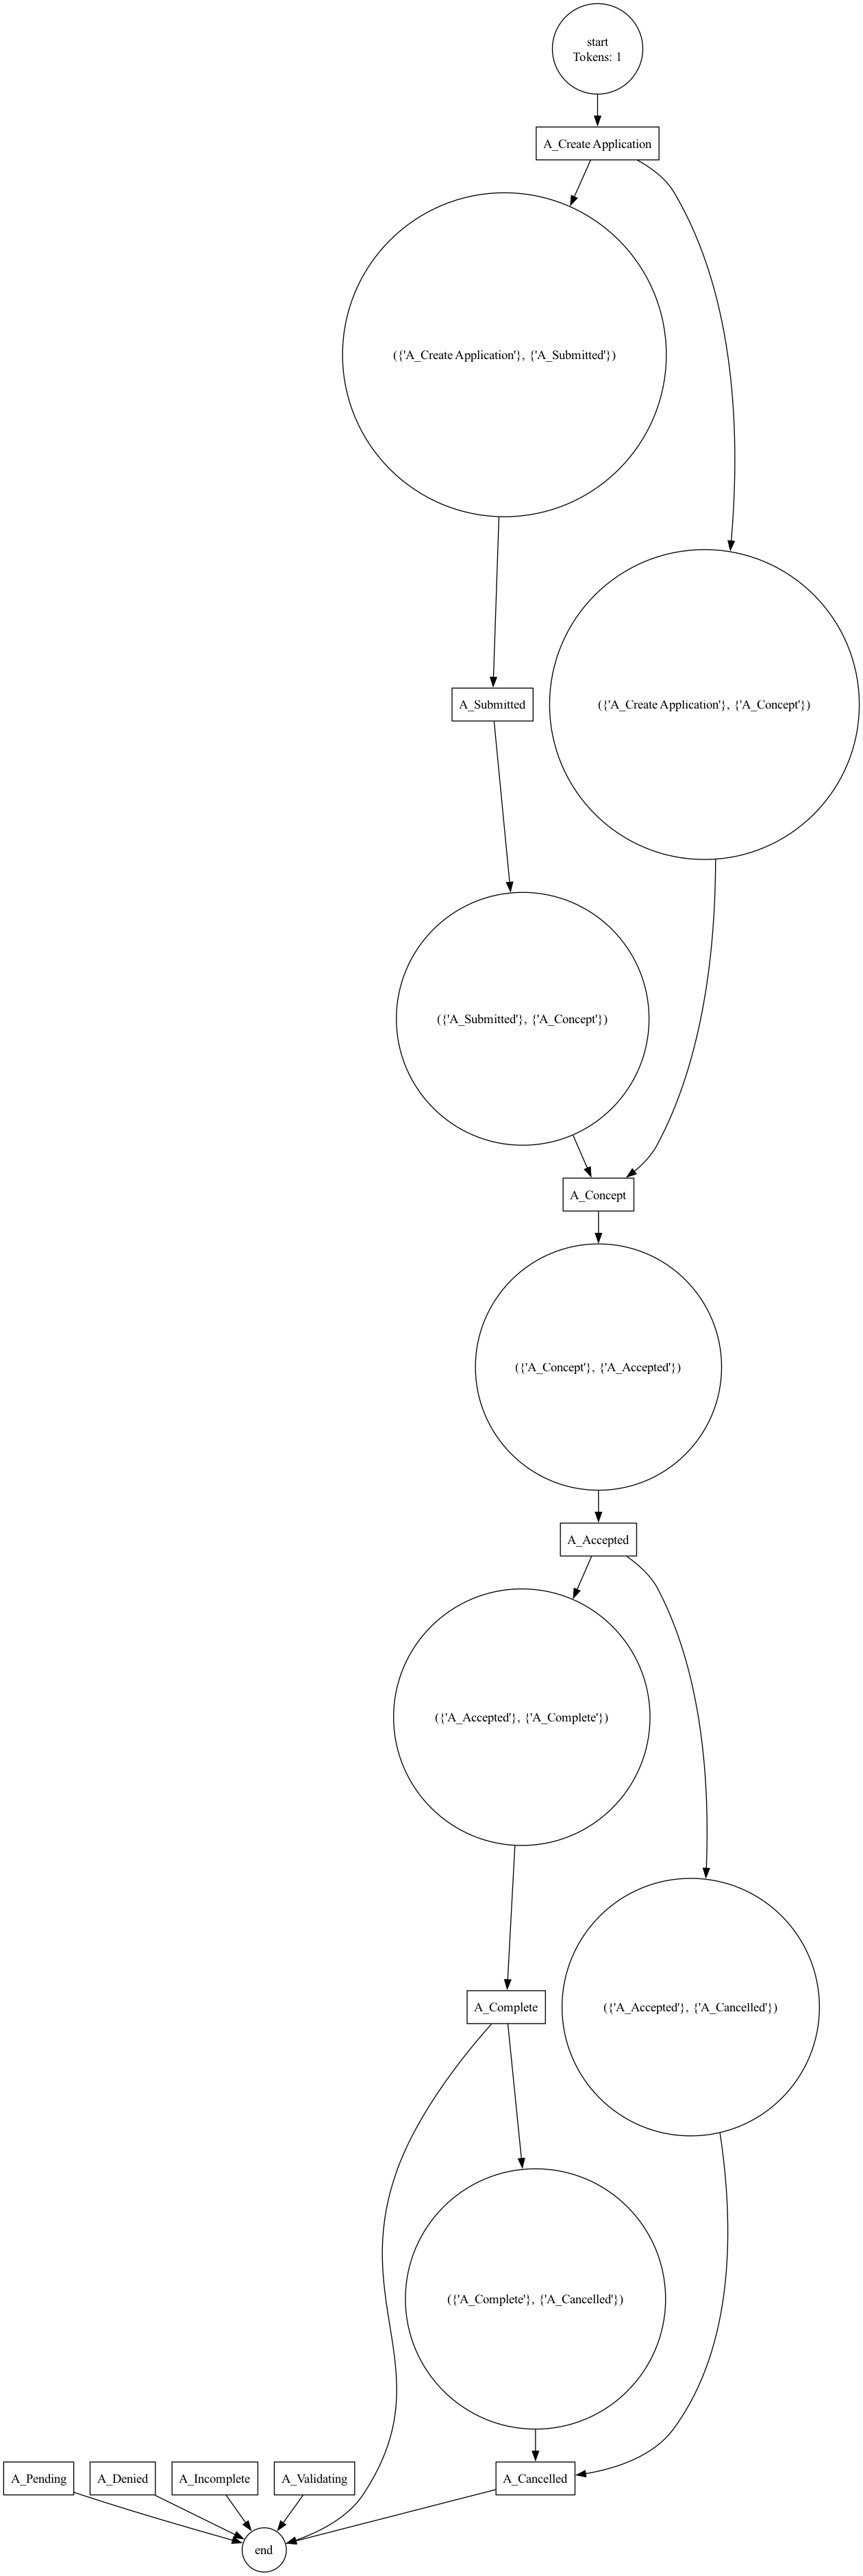 start
Tokens: 1
A_Create Application
({'A_Create Application'}, {'A_Submitted'})
A_Submitted
({'A_Create Application'}, {'A_Concept'})
({'A_Submitted'}, {'A_Concept'})
A_Concept
({'A_Concept'}, {'A_Accepted'})
A_Accepted
({'A_Accepted'}, {'A_Complete'})
A_Complete
({'A_Accepted'}, {'A_Cancelled'})
({'A_Complete'}, {'A_Cancelled'})
A_Pending
A_Denied
A_Incomplete
A_Validating
A_Cancelled
end